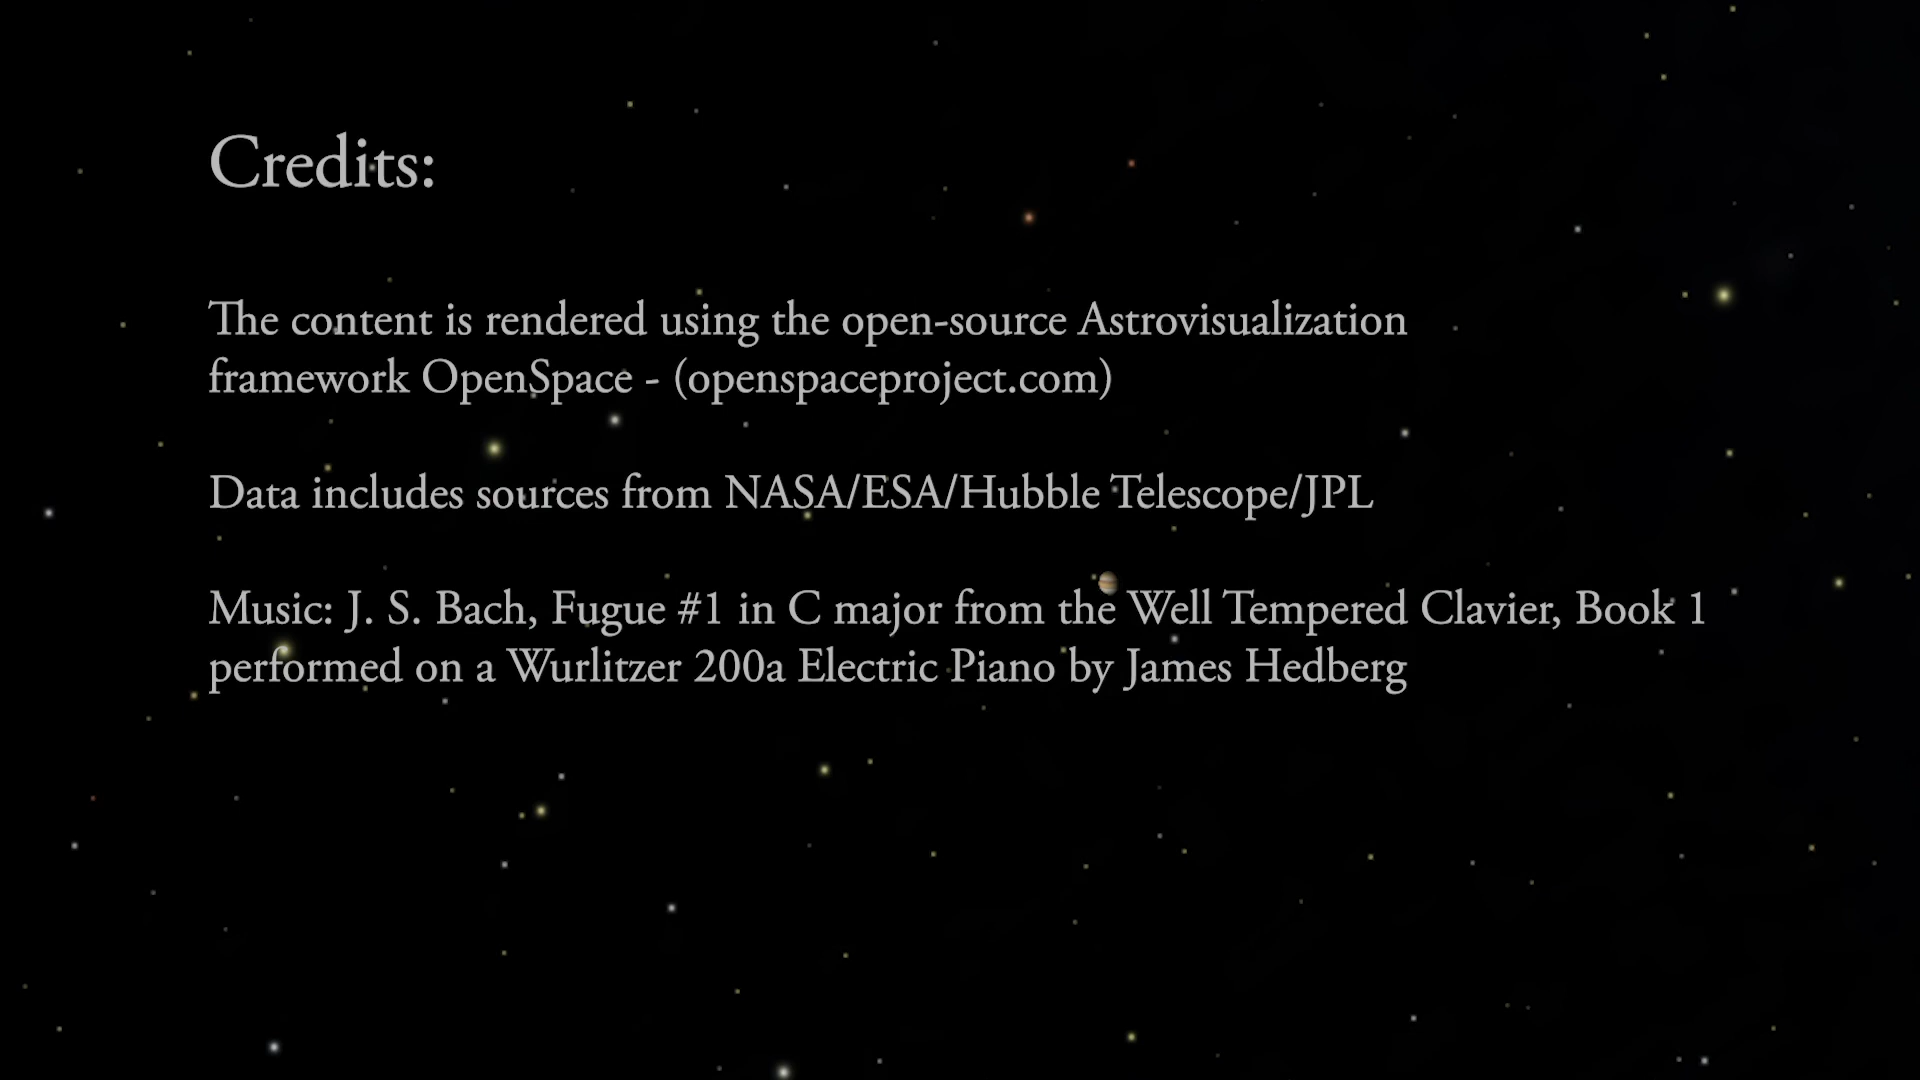 Credits:
The content is rendered using the open-source Astrovisualization
framework OpenSpace - (openspaceproject.com)
Data includes sources from NASA/ESA/Hubble Telescope/JPL
Music: J. S. Bach, Fugue #1 in C major from the Well Tempered Clavier, Book 1
performed on a Wurlitzer 200a Electric Piano by James Hedberg